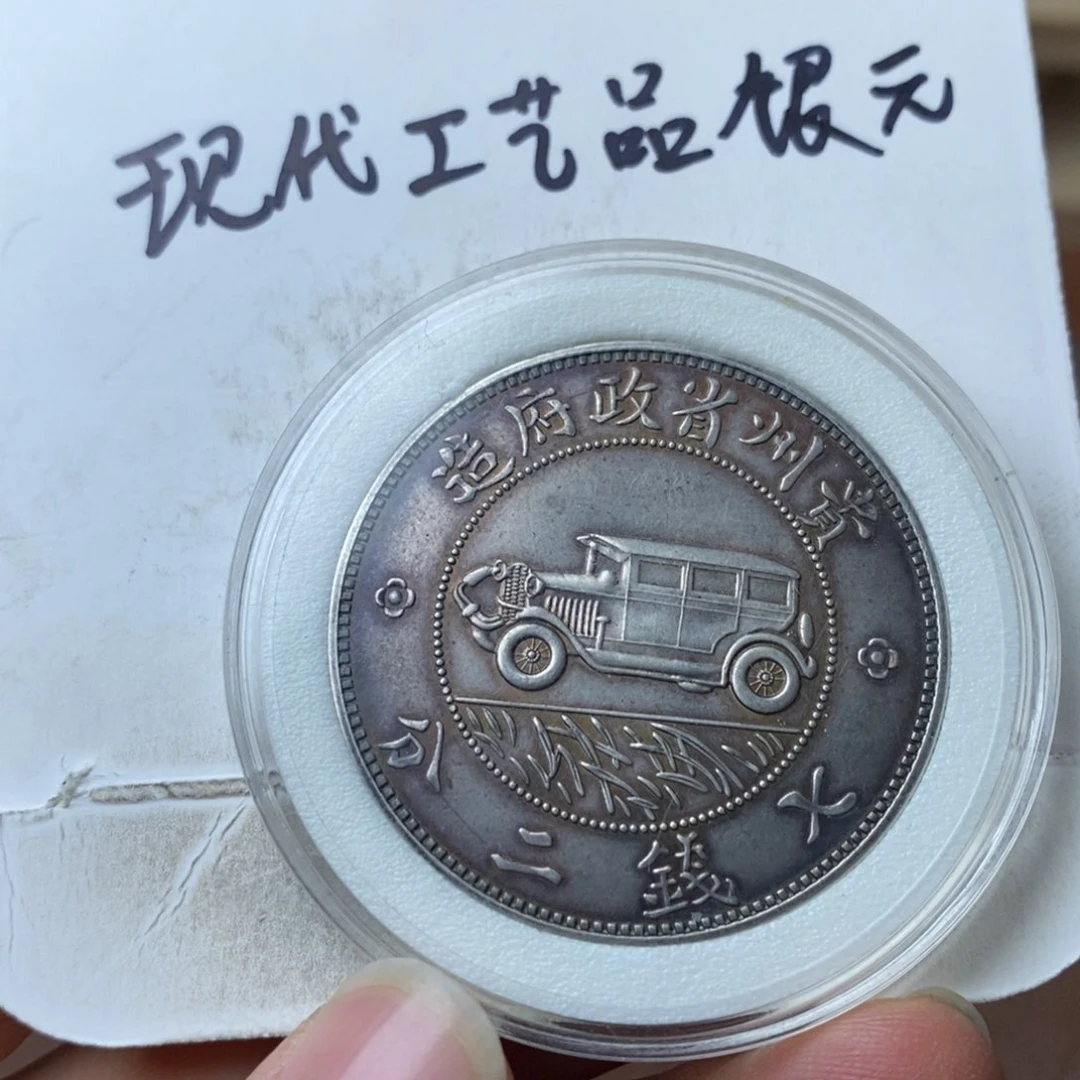 现代工艺品银元
貴州省政府造
七錢二分